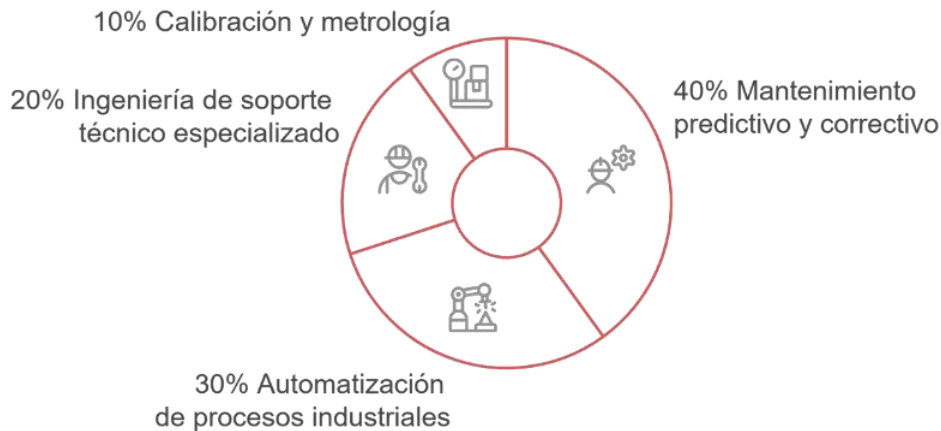 10% Calibración y metrología
20% Ingeniería de soporte
técnico especializado
40% Mantenimiento
predictivo y correctivo
30% Automatización
de procesos industriales